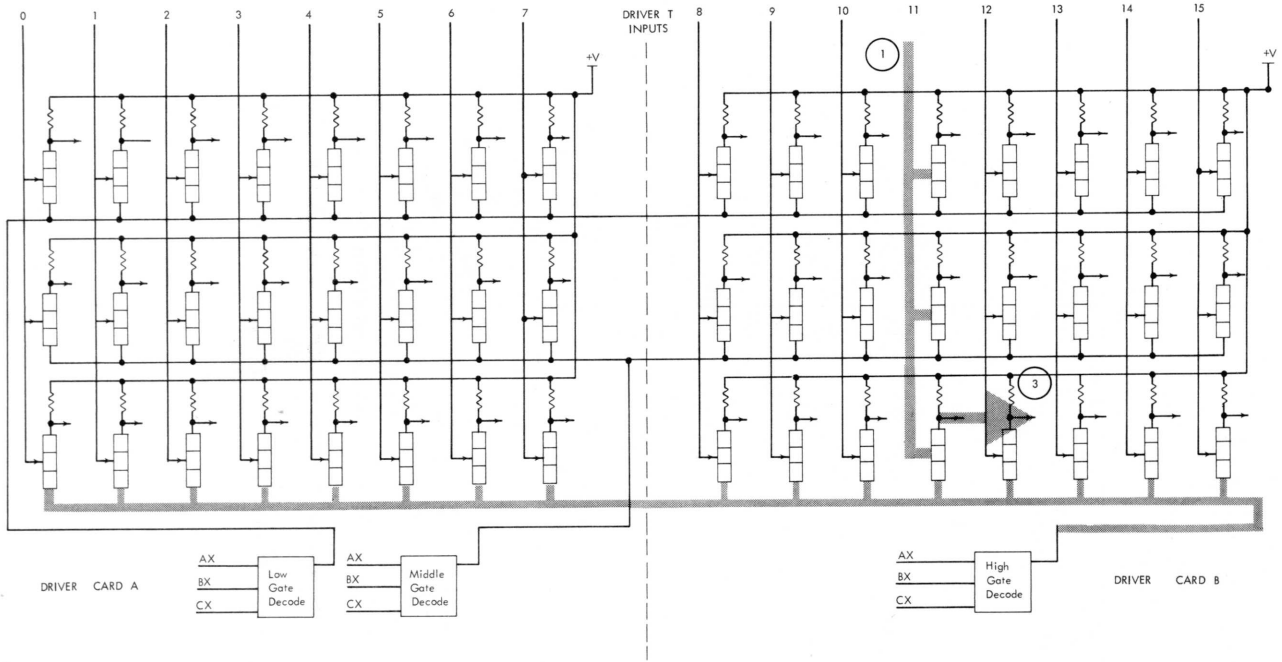 0 1 2 3 4 5 6 7 DRIVER T 8 9 10 11 12 13 14 15
INPUTS
1
+V +V
3
AX AX AX
Low Middle High
BX Gate BX Gate BX Gate
DRIVER CARD A Decode Decode Decode DRIVER CARD B
CX CX CX